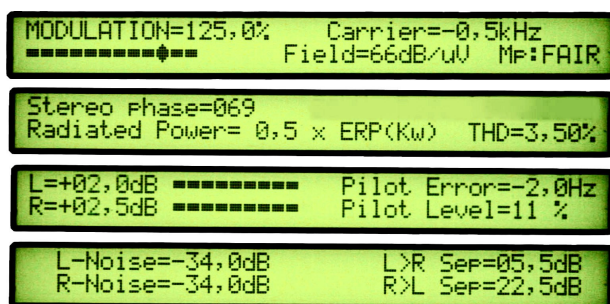 MODULATION=125,0% Carrier=-0,5kHz
Field=66dB/uV Mp:FAIR
Stereo phase=069
Radiated Power= 0,5 x ERP(Kw) THD=3,50%
L=+02,0dB Pilot Error=-2,0Hz
R=+02,5dB Pilot Level=11 %
L-Noise=-34,0dB L>R Sep=05,5dB
R-Noise=-34,0dB R>L Sep=22,5dB